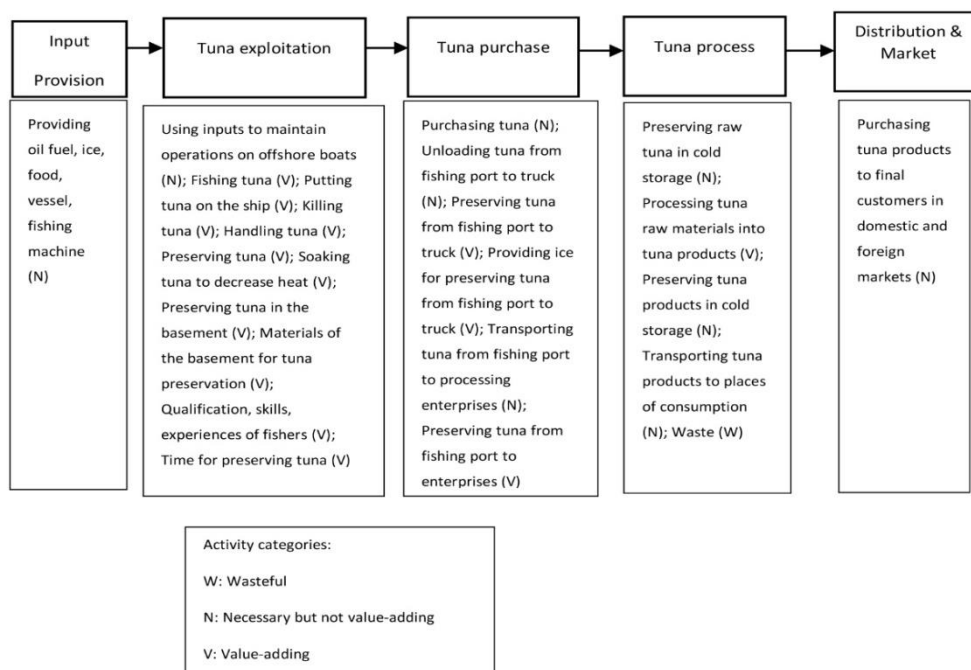 Input
Provision
Tuna exploitation
Tuna purchase
Tuna process
Distribution &
Market
Providing
oil fuel, ice,
food,
vessel,
fishing
machine
(N)
Using inputs to maintain
operations on offshore boats
(N); Fishing tuna (V); Putting
tuna on the ship (V); Killing
tuna (V); Handling tuna (V);
Preserving tuna (V); Soaking
tuna to decrease heat (V);
Preserving tuna in the
basement (V); Materials of
the basement for tuna
preservation (V);
Qualification, skills,
experiences of fishers (V);
Time for preserving tuna (V)
Purchasing tuna (N);
Unloading tuna from
fishing port to truck
(N); Preserving tuna
from fishing port to
truck (V); Providing ice
for preserving tuna
from fishing port to
truck (V); Transporting
tuna from fishing port
to processing
enterprises (N);
Preserving tuna from
fishing port to
enterprises (V)
Preserving raw
tuna in cold
storage (N);
Processing tuna
raw materials into
tuna products (V);
Preserving tuna
products in cold
storage (N);
Transporting tuna
products to places
of consumption
(N); Waste (W)
Purchasing
tuna products
to final
customers in
domestic and
foreign
markets (N)
Activity categories:
W: Wasteful
N: Necessary but not value-adding
V: Value-adding